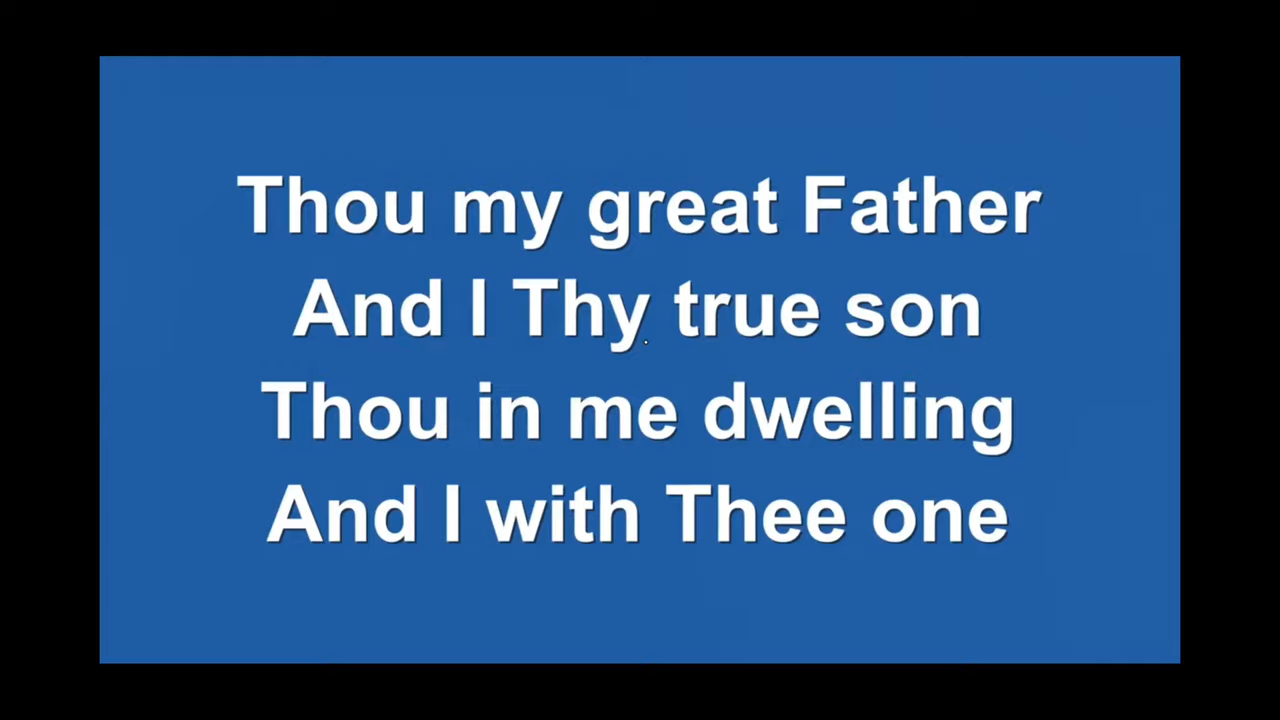 Thou my great Father
And I Thy true son
Thou in me dwelling
And I with Thee one